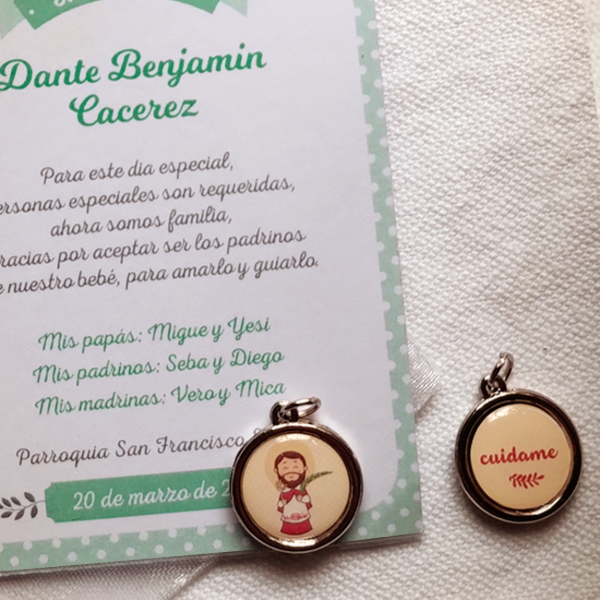 Dante Benjamin
Cacerez
Para este dia especial,
personas especiales son requeridas,
ahora somos familia,
gracias por aceptar ser los padrinos
de nuestro bebé, para amarlo y guiarlo.
Mis papás: Migue y Yesi
Mis padrinos: Seba y Diego
Mis madrinas: Vero y Mica
Parroquia San Francisco
20 de marzo de
cuidame